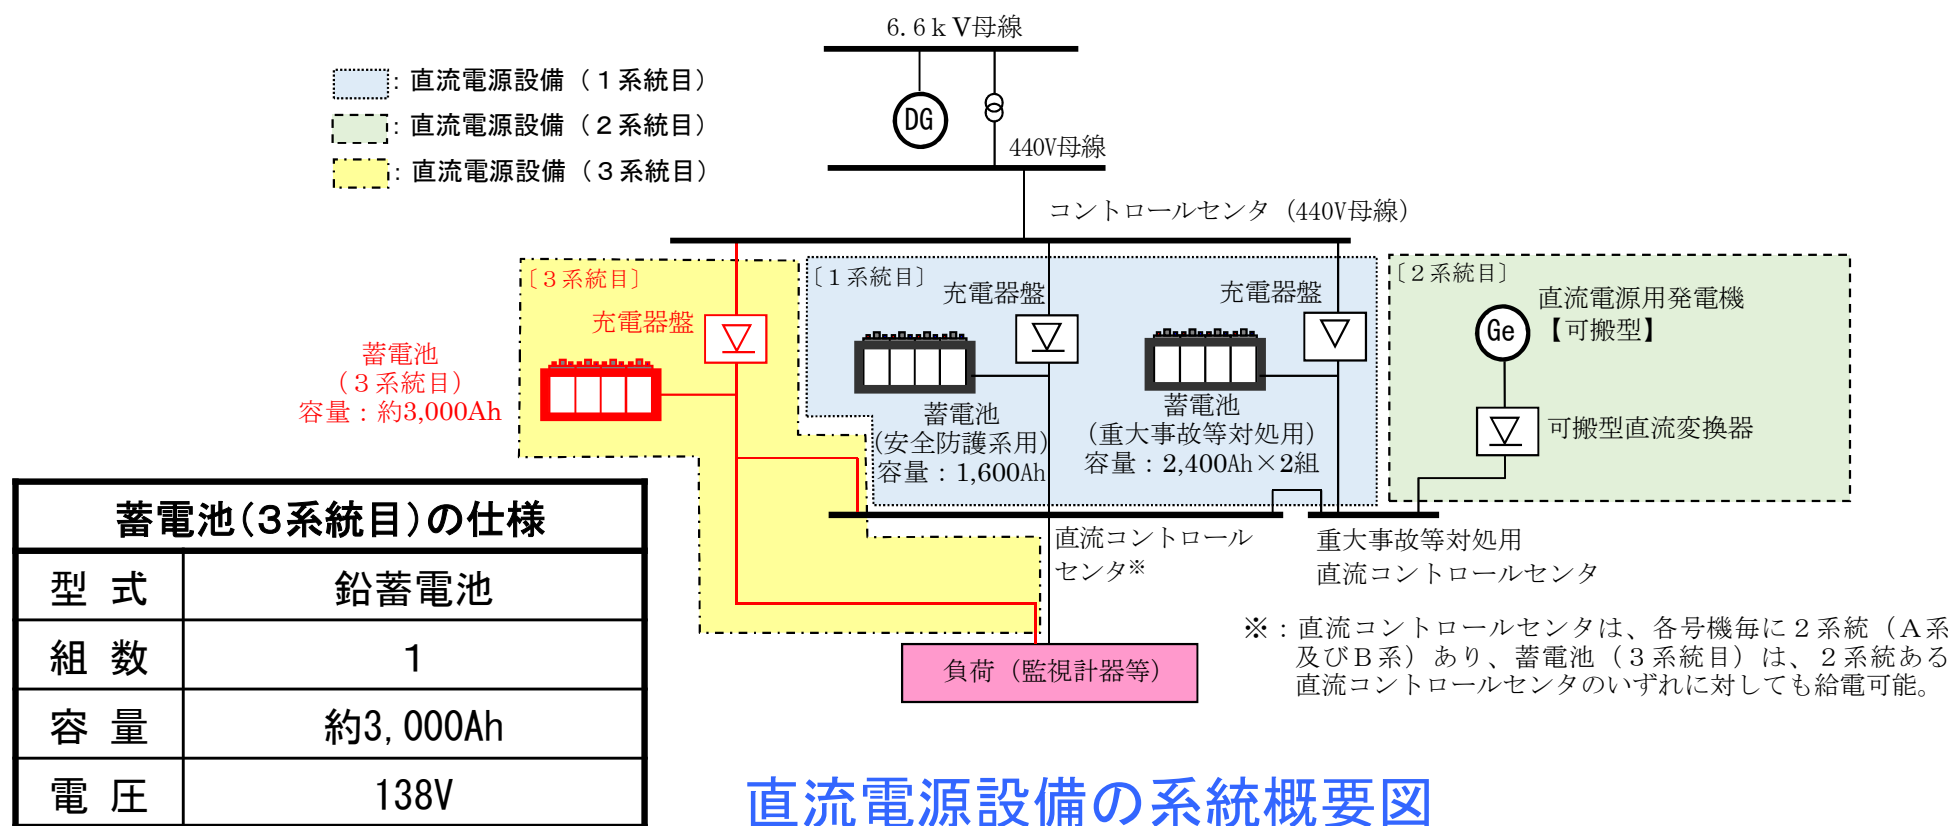 6.6kV母線
：直流電源設備（１系統目）
：直流電源設備（２系統目）
：直流電源設備（３系統目）
DG
440V母線
コントロールセンタ（440V母線）
〔３系統目〕
充電器盤
蓄電池
（３系統目）
容量：約3,000Ah
〔１系統目〕
充電器盤
蓄電池
(安全防護系用)
容量：1,600Ah
充電器盤
蓄電池
（重大事故等対処用）
容量：2,400Ah×2組
〔２系統目〕
直流電源用発電機
【可搬型】
Ge
可搬型直流変換器
直流コントロール
センタ※
重大事故等対処用
直流コントロールセンタ
※：直流コントロールセンタは、各号機毎に２系統（Ａ系
及びＢ系）あり、蓄電池（３系統目）は、２系統ある
直流コントロールセンタのいずれに対しても給電可能。
負荷（監視計器等）
蓄電池(３系統目)の仕様
型式 鉛蓄電池
組数 1
容量 約3,000Ah
電圧 138V
直流電源設備の系統概要図